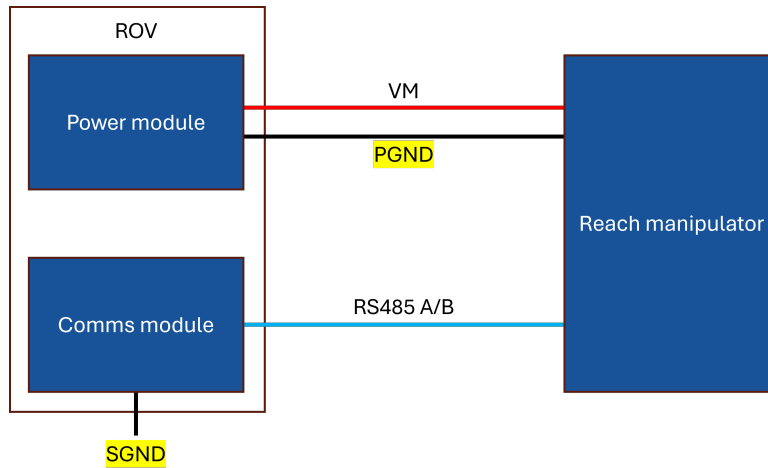 ROV
Power module
VM
PGND
Reach manipulator
RS485 A/B
Comms module
SGND